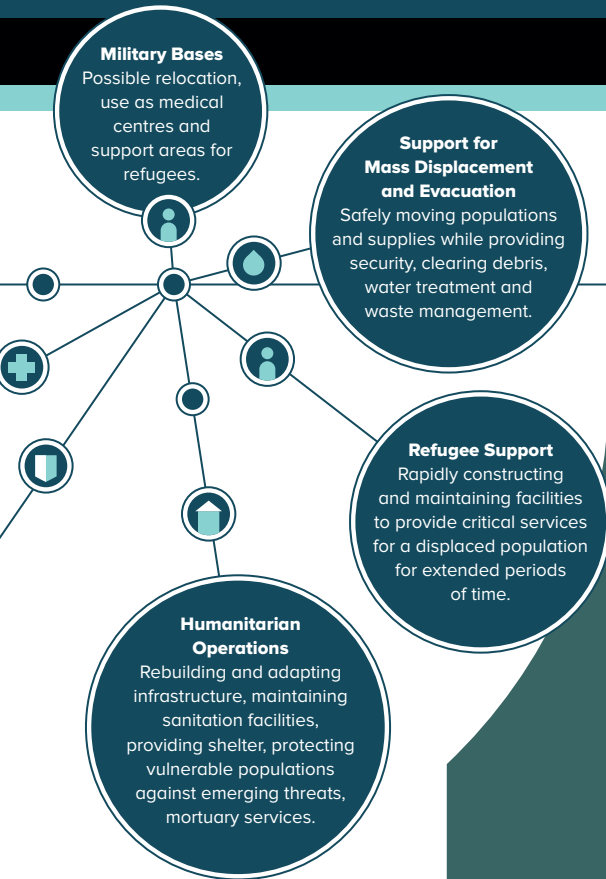 Military Bases
Possible relocation,
use as medical
centres and
support areas for
refugees.
Support for
Mass Displacement
and Evacuation
Safely moving populations
and supplies while providing
security, clearing debris,
water treatment and
waste management.
Refugee Support
Rapidly constructing
and maintaining facilities
to provide critical services
for a displaced population
for extended periods
of time.
Humanitarian
Operations
Rebuilding and adapting
infrastructure, maintaining
sanitation facilities,
providing shelter, protecting
vulnerable populations
against emerging threats,
mortuary services.